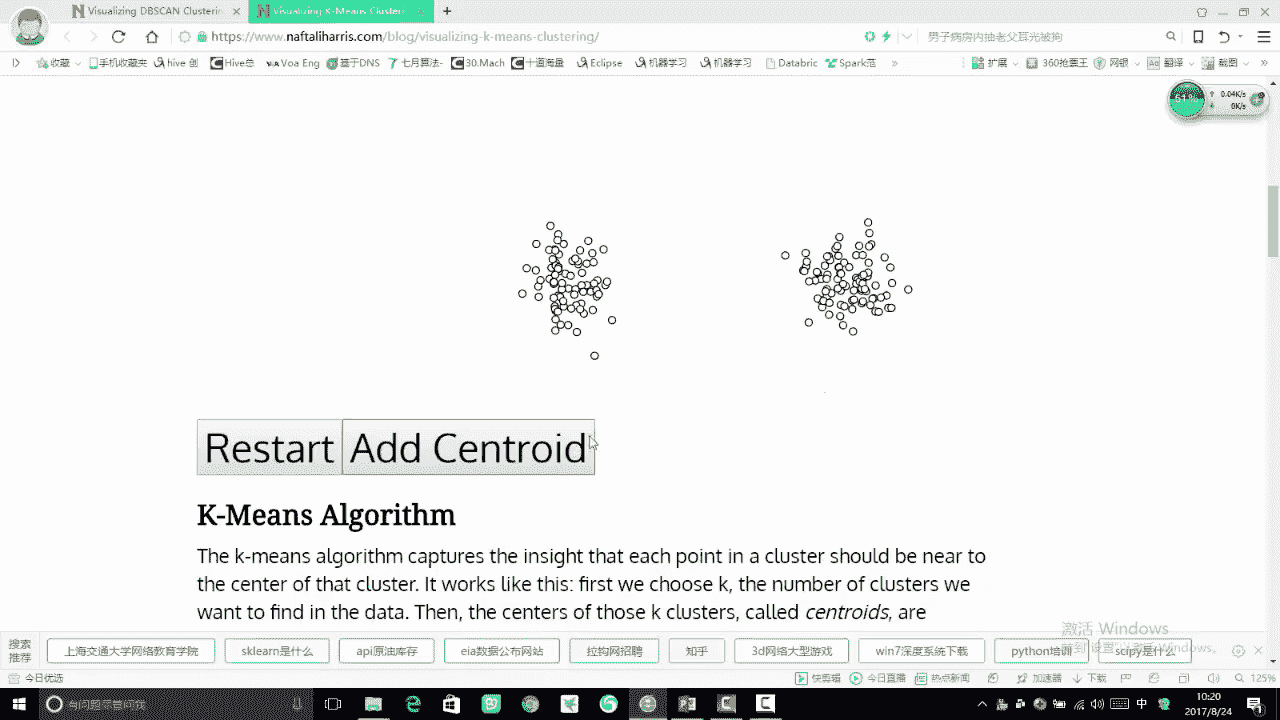 Visualizing DBSCAN Clusterin
Visualizing K-Means Cluster
https://www.naftaliharris.com/blog/visualizing-k-means-clustering/
男子病房内抽老父耳光被拘
收藏 手机收藏夹 hive 创 Hive总 Voa Eng 基于DNS 七月算法- 30.Mach 十道海量 Eclipse 机器学习 机器学习 Databric Spark范 » 扩展 360抢票王 网银 翻译 截图 »
61%
0.04K/s
0K/s
Restart
Add Centroid
K-Means Algorithm
The k-means algorithm captures the insight that each point in a cluster should be near to
the center of that cluster. It works like this: first we choose k, the number of clusters we
want to find in the data. Then, the centers of those k clusters, called centroids, are
激活 Windows
搜索
推荐
上海交通大学网络教育学院
sklearn是什么
api原油库存
uci数据公布网站
拉构网招聘
知乎
3d网络大型游戏
win7深度系统下载
python培训
scipy是什么
今日优选
快剪辑 今日直播 热点新闻 加速器 下载 125%
有问题尽管问我
中
10:20
2017/8/24